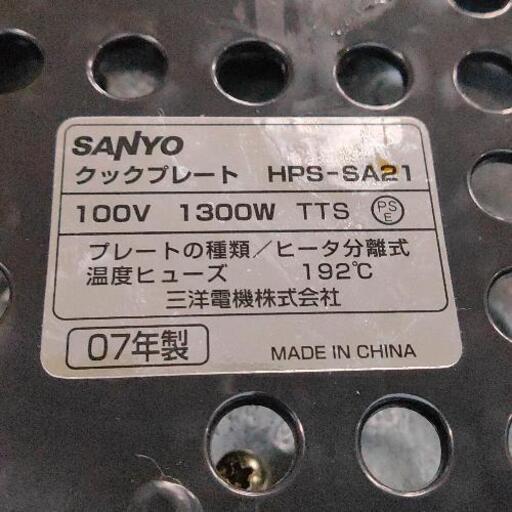 SANYO
クックプレート HPS-SA21
100V 1300W TTS PSE
プレートの種類/ヒータ分離式
温度ヒューズ 192℃
三洋電機株式会社
07年製
MADE IN CHINA